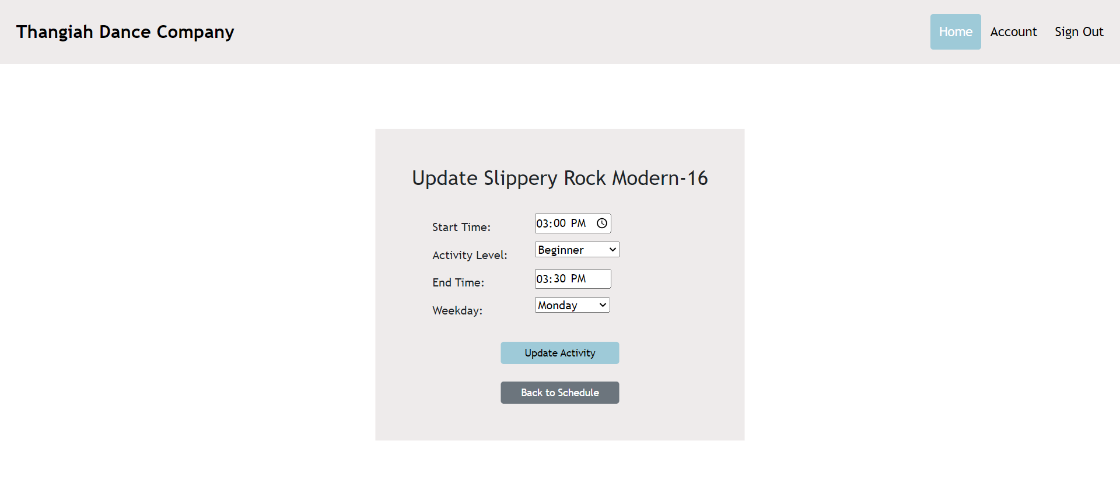 Thangiah Dance Company Home Account Sign Out
Update Slippery Rock Modern-16
Start Time: 03:00 PM
Activity Level: Beginner
End Time: 03:30 PM
Weekday: Monday
Update Activity
Back to Schedule